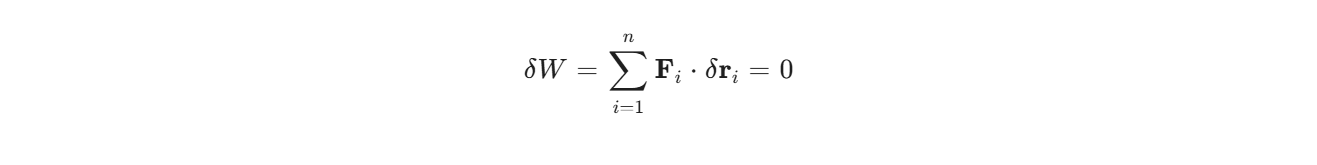 δW = ∑_{i=1}^{n} 𝐅_i · δ𝐫_i = 0